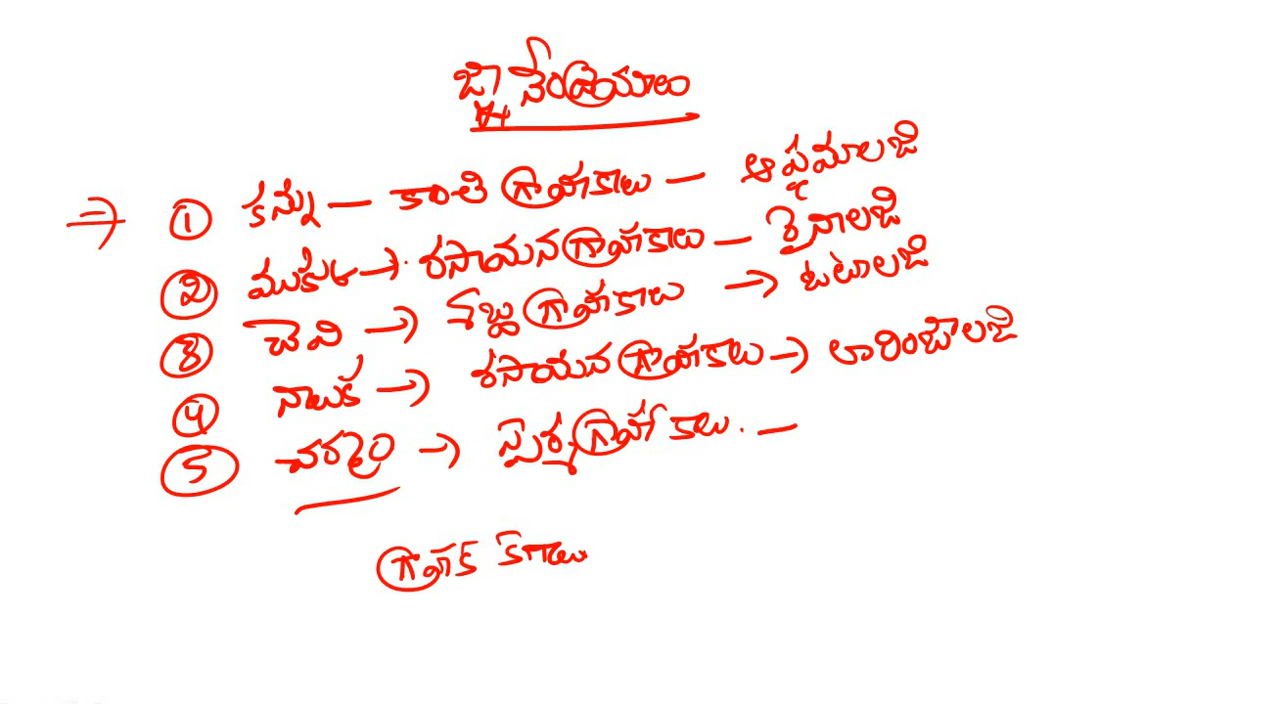 జ్ఞానేంద్రియాలు
⇒ ① కన్ను — కాంతి గ్రాహకాలు — ఆప్తమాలజి
② ముక్కు → రసాయన గ్రాహకాలు — రైనాలజి
③ చెవి → శబ్ద గ్రాహకాలు → ఓటాలజి
④ నాలుక → రసాయన గ్రాహకాలు → లారింజాలజి
⑤ చర్మం → స్పర్శ గ్రాహకాలు. —
గ్రాహక కణాలు